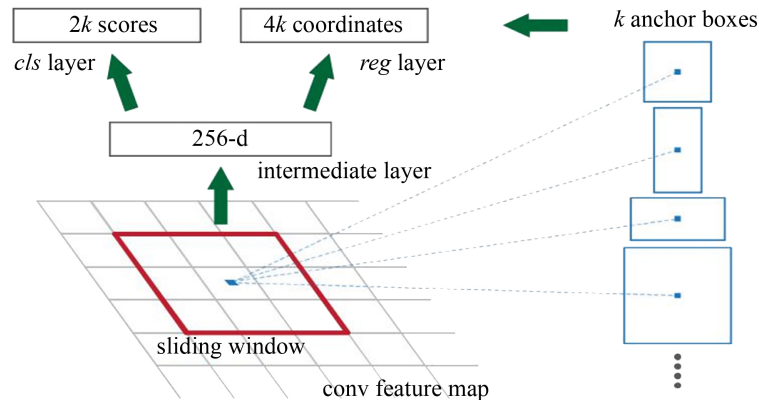 2k scores
4k coordinates
k anchor boxes
cls layer
reg layer
256-d
intermediate layer
sliding window
conv feature map